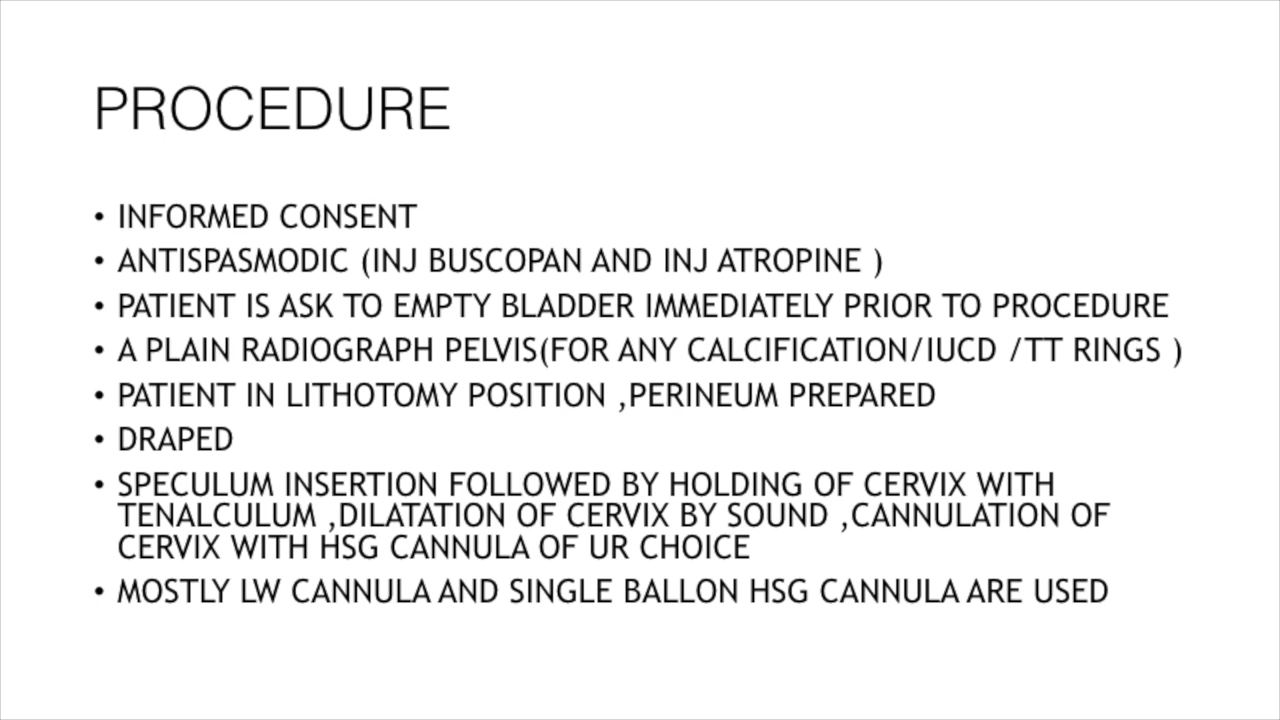 PROCEDURE
• INFORMED CONSENT
• ANTISPASMODIC (INJ BUSCOPAN AND INJ ATROPINE )
• PATIENT IS ASK TO EMPTY BLADDER IMMEDIATELY PRIOR TO PROCEDURE
• A PLAIN RADIOGRAPH PELVIS(FOR ANY CALCIFICATION/IUCD /TT RINGS )
• PATIENT IN LITHOTOMY POSITION ,PERINEUM PREPARED
• DRAPED
• SPECULUM INSERTION FOLLOWED BY HOLDING OF CERVIX WITH
TENALCULUM ,DILATATION OF CERVIX BY SOUND ,CANNULATION OF
CERVIX WITH HSG CANNULA OF UR CHOICE
• MOSTLY LW CANNULA AND SINGLE BALLON HSG CANNULA ARE USED